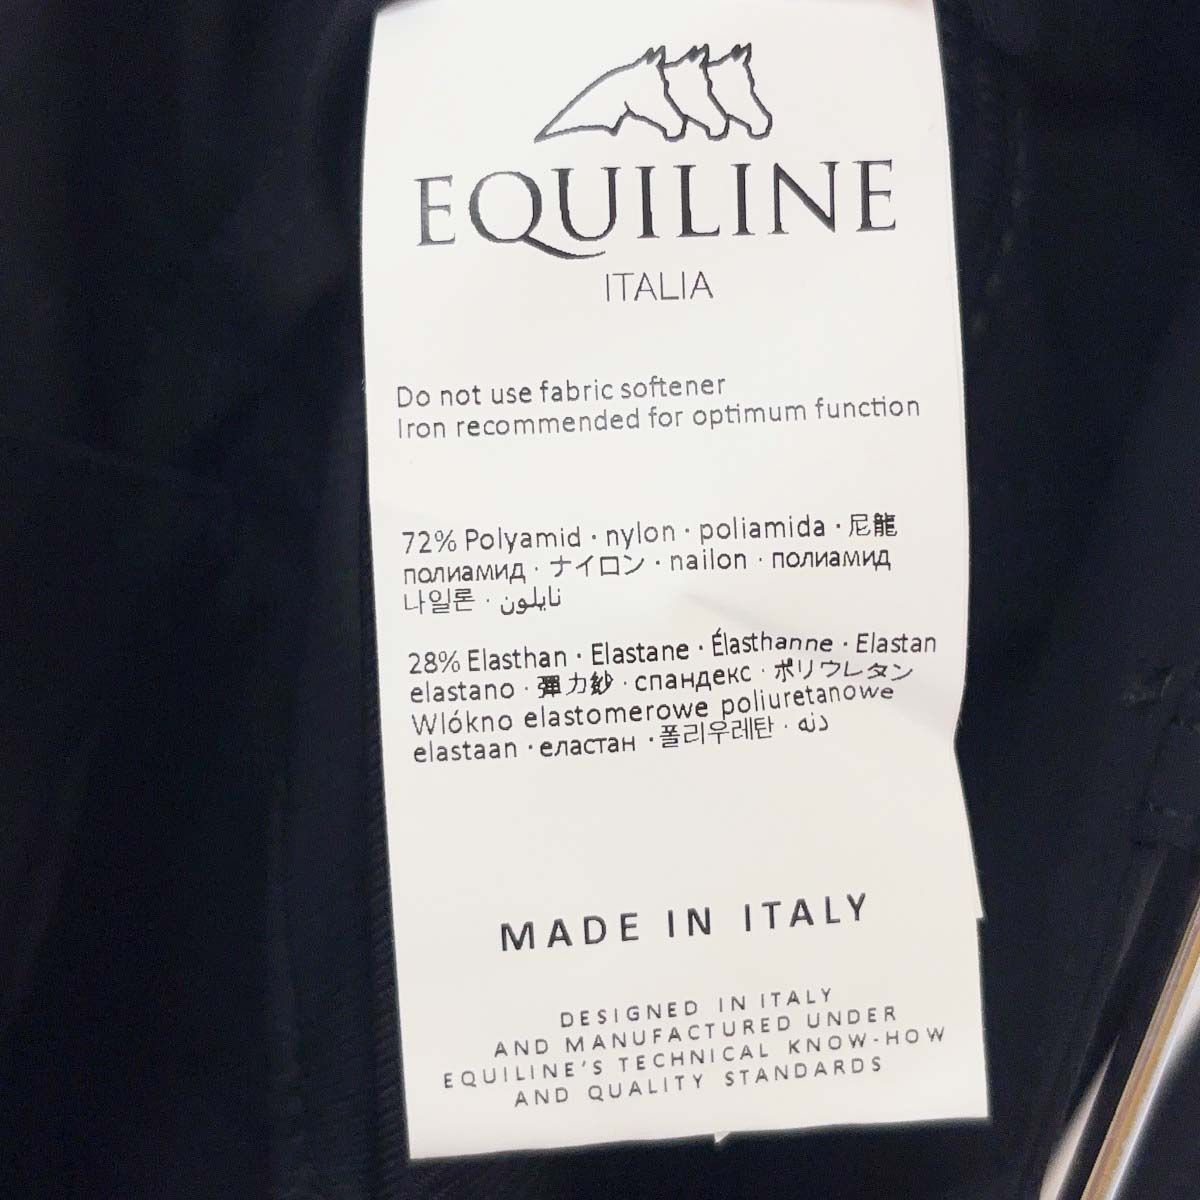 EQUILINE
ITALIA
Do not use fabric softener
Iron recommended for optimum function
72% Polyamid · nylon · poliamida · 尼龍
полиамид · ナイロン · nailon · полиамид
나일론 · نايلون
28% Elasthan · Elastane · Élasthanne · Elastan
elastano · 彈力紗 · спандекс · ポリウレタン
Wlókno elastomerowe poliuretanowe
elastaan · еластан · 폴리우레탄 · دنه
MADE IN ITALY
DESIGNED IN ITALY
AND MANUFACTURED UNDER
EQUILINE'S TECHNICAL KNOW-HOW
AND QUALITY STANDARDS